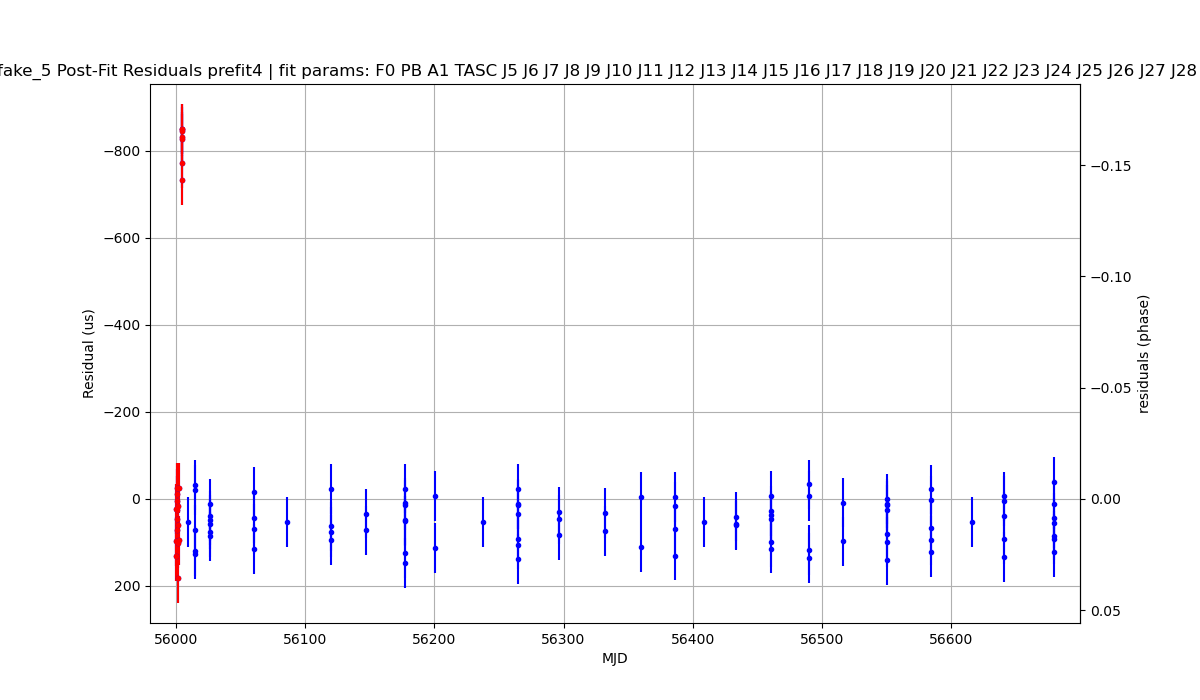 fake_5 Post-Fit Residuals prefit4 | fit params: F0 PB A1 TASC J5 J6 J7 J8 J9 J10 J11 J12 J13 J14 J15 J16 J17 J18 J19 J20 J21 J22 J23 J24 J25 J26 J27 J28
−800
−600
−400
−200
0
200
Residual (us)
−0.15
−0.10
−0.05
0.00
0.05
residuals (phase)
56000 56100 56200 56300 56400 56500 56600
MJD